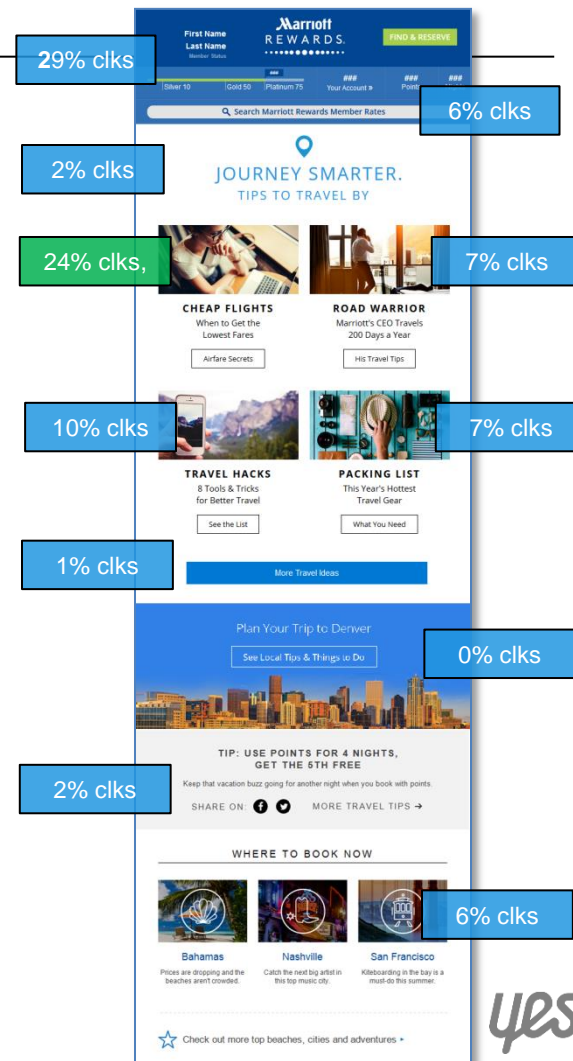 First Name
Last Name
Member Status
Marriott
REWARDS.
FIND & RESERVE
29% clks
###
Silver 10
Gold 50
Platinum 75
###
Your Account »
###
Points
###
Search Marriott Rewards Member Rates
6% clks
2% clks
JOURNEY SMARTER.
TIPS TO TRAVEL BY
24% clks,
7% clks
CHEAP FLIGHTS
When to Get the
Lowest Fares
Airfare Secrets
ROAD WARRIOR
Marriott's CEO Travels
200 Days a Year
His Travel Tips
10% clks
7% clks
TRAVEL HACKS
8 Tools & Tricks
for Better Travel
See the List
PACKING LIST
This Year's Hottest
Travel Gear
What You Need
1% clks
More Travel Ideas
Plan Your Trip to Denver
See Local Tips & Things to Do
0% clks
TIP: USE POINTS FOR 4 NIGHTS,
GET THE 5TH FREE
Keep that vacation buzz going for another night when you book with points.
2% clks
SHARE ON:
MORE TRAVEL TIPS →
WHERE TO BOOK NOW
6% clks
Bahamas
Prices are dropping and the
beaches aren't crowded.
Nashville
Catch the next big artist in
this top music city.
San Francisco
Kiteboarding in the bay is a
must-do this summer.
Check out more top beaches, cities and adventures ▸
yes